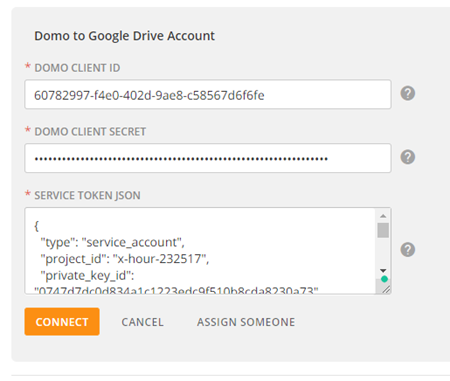 Domo to Google Drive Account
* DOMO CLIENT ID
60782997-f4e0-402d-9ae8-c58567d6f6fe
* DOMO CLIENT SECRET
* SERVICE TOKEN JSON
{
"type": "service_account",
"project_id": "x-hour-232517",
"private_key_id":
"0747d7dc0d834a1c1223edc9f510b8cda8230a73"
CONNECT CANCEL ASSIGN SOMEONE